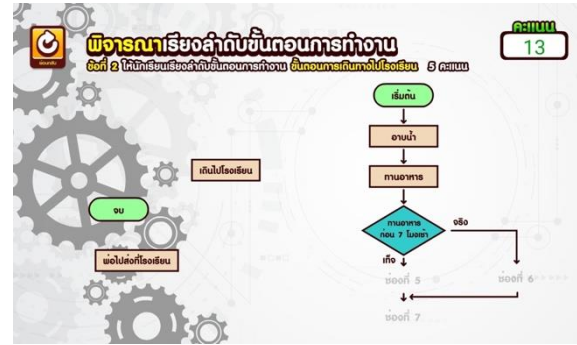 ย้อนกลับ
พิจารณาเรียงลำดับขั้นตอนการทำงาน
ข้อที่ 2 ให้นักเรียนเรียงลำดับขั้นตอนการทำงาน ขั้นตอนการเดินทางไปโรงเรียน 5 คะแนน
คะแนน
13
เริ่มต้น
อาบน้ำ
ทานอาหาร
ทานอาหาร
ก่อน 7 โมงเช้า
จริง
เท็จ
ช่องที่ 5
ช่องที่ 6
ช่องที่ 7
เดินไปโรงเรียน
จบ
พ่อไปส่งที่โรงเรียน